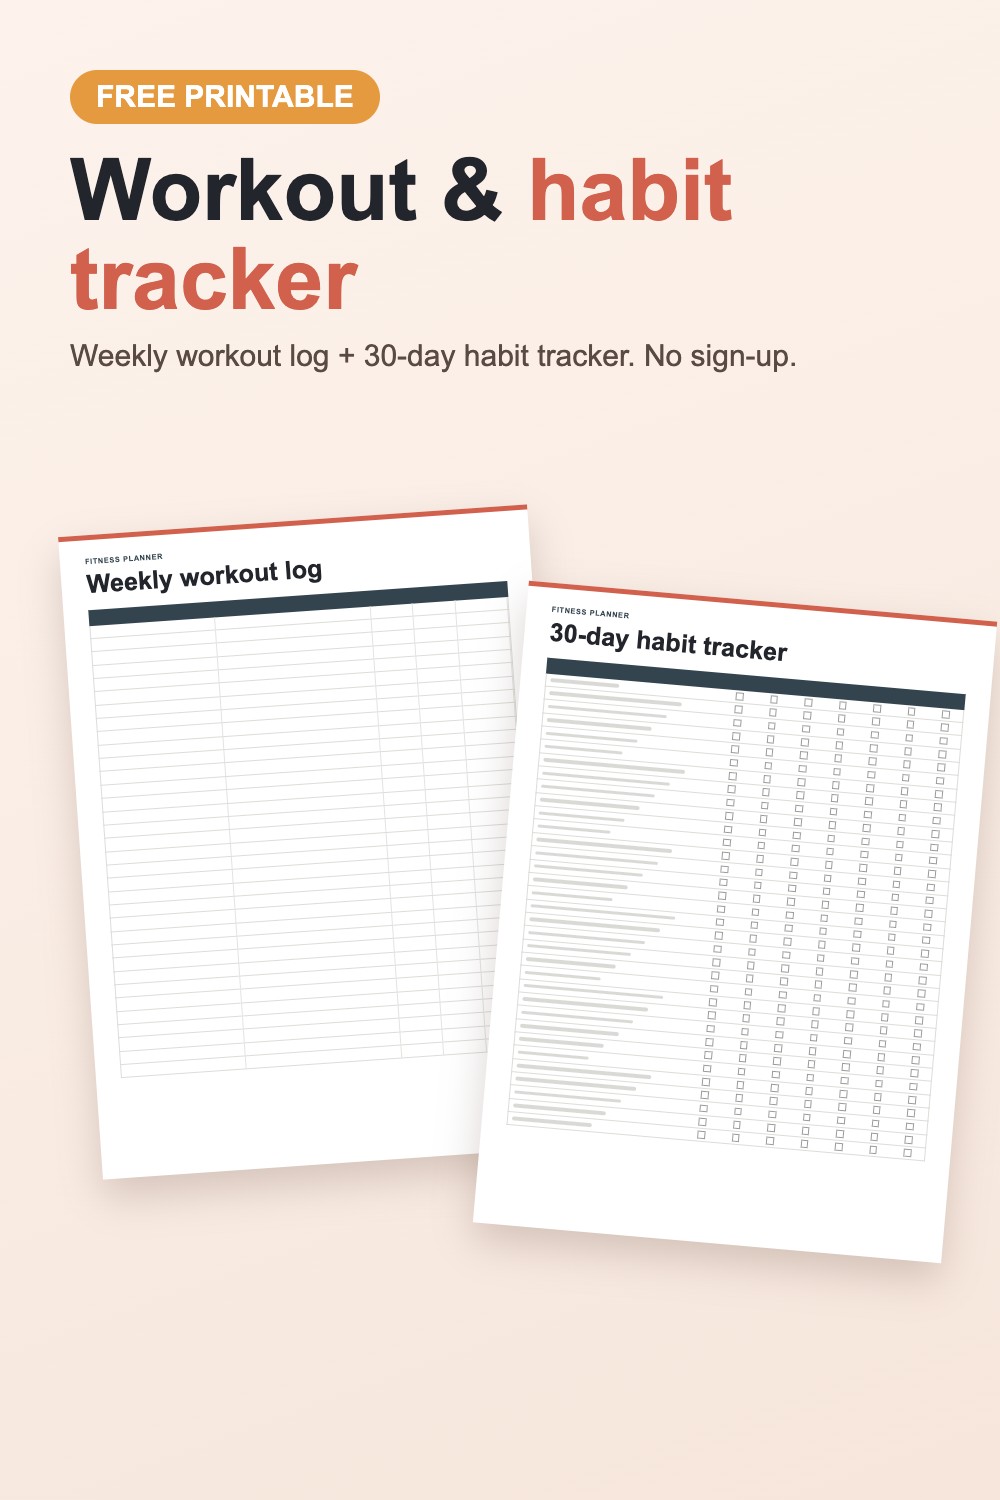 FREE PRINTABLE
Workout & habit
tracker
Weekly workout log + 30-day habit tracker. No sign-up.
FITNESS PLANNER
Weekly workout log
FITNESS PLANNER
30-day habit tracker